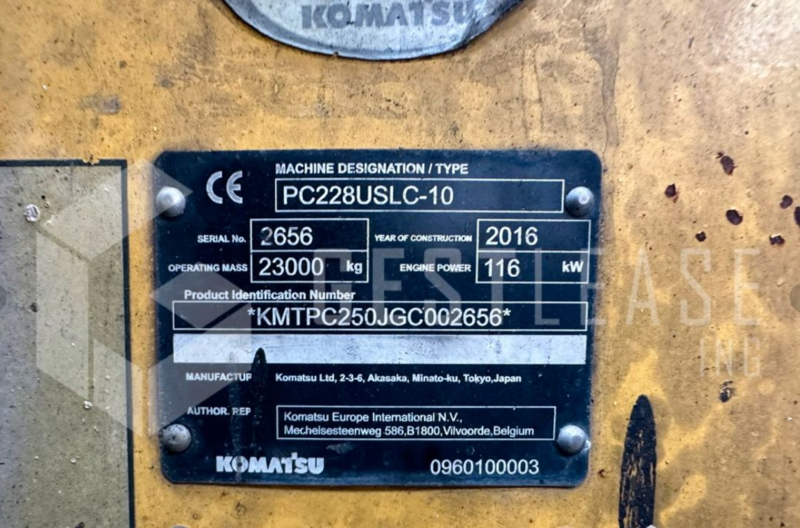 KOMATSU
CE
MACHINE DESIGNATION / TYPE
PC228USLC-10
SERIAL No. 2656 YEAR OF CONSTRUCTION 2016
OPERATING MASS 23000 kg ENGINE POWER 116 kW
Product Identification Number
*KMTPC250JGC002656*
GESTLEASE
INC
MANUFACTUR Komatsu Ltd, 2-3-6, Akasaka, Minato-ku, Tokyo,Japan
AUTHOR. REP Komatsu Europe International N.V.,
Mechelsesteenweg 586,B1800,Vilvoorde,Belgium
KOMATSU 0960100003